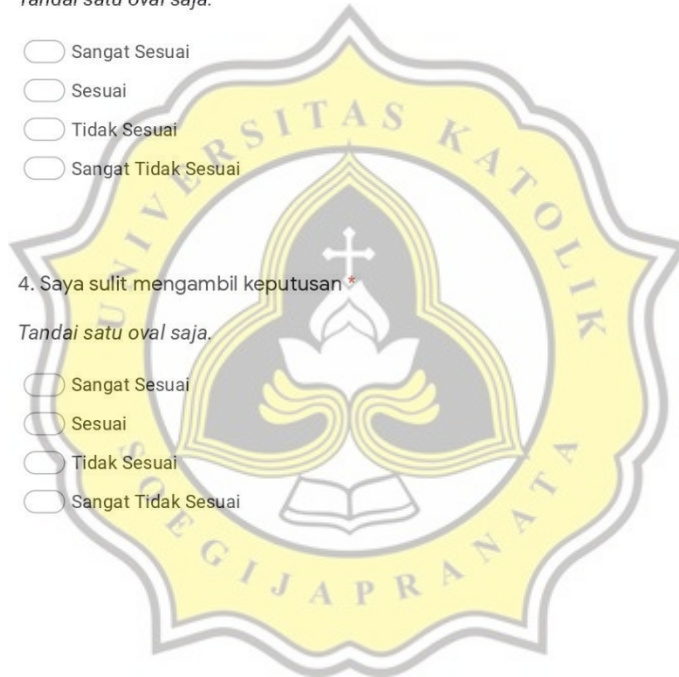 Tandai satu oval saja.
Sangat Sesuai
Sesuai
Tidak Sesuai
Sangat Tidak Sesuai
4. Saya sulit mengambil keputusan *
Tandai satu oval saja.
Sangat Sesuai
Sesuai
Tidak Sesuai
Sangat Tidak Sesuai
UNIVERSITAS KATOLIK
SOEGIJAPRANATA